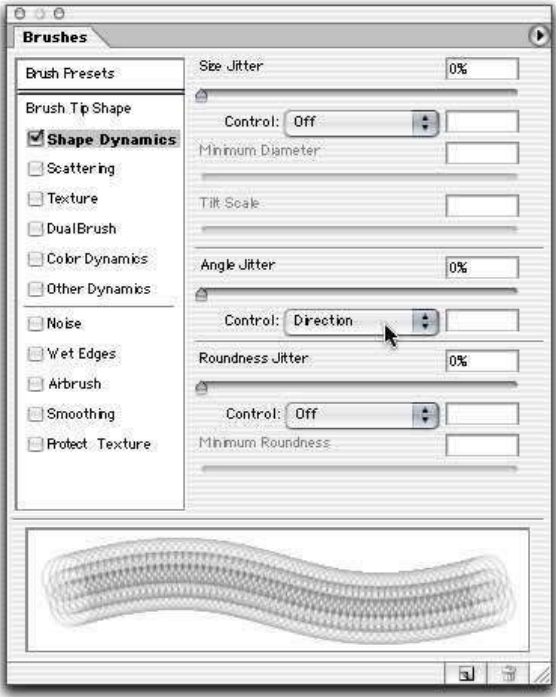 Brushes
Brush Presets
Brush Tip Shape
Shape Dynamics
Scattering
Texture
Dual Brush
Color Dynamics
Other Dynamics
Noise
Wet Edges
Airbrush
Smoothing
Protect Texture
Size Jitter 0%
Control: Off
Minimum Diameter
Tilt Scale
Angle Jitter 0%
Control: Direction
Roundness Jitter 0%
Control: Off
Minimum Roundness